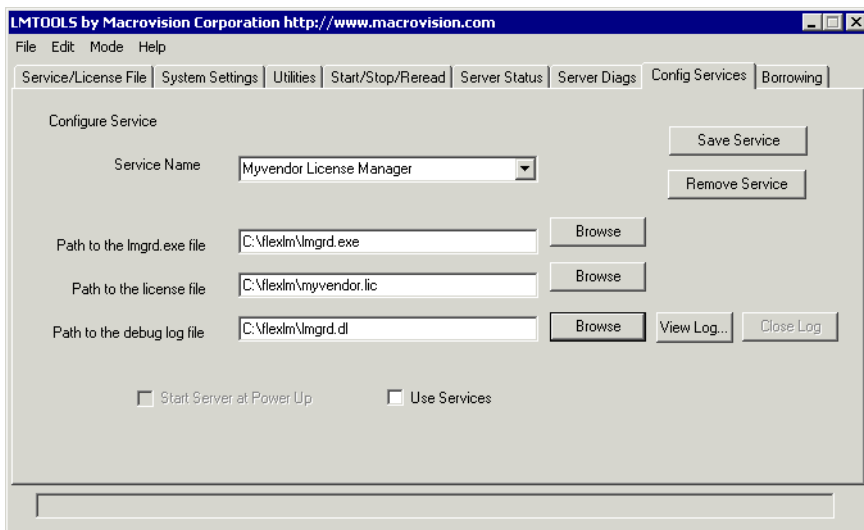 LMTOOLS by Macrovision Corporation http://www.macrovision.com
File Edit Mode Help
Service/License File System Settings Utilities Start/Stop/Reread Server Status Server Diags Config Services Borrowing
Configure Service
Save Service
Service Name Myvendor License Manager
Remove Service
Path to the lmgrd.exe file C:\flexlm\lmgrd.exe Browse
Path to the license file C:\flexlm\myvendor.lic Browse
Path to the debug log file C:\flexlm\lmgrd.dl Browse View Log... Close Log
Start Server at Power Up Use Services